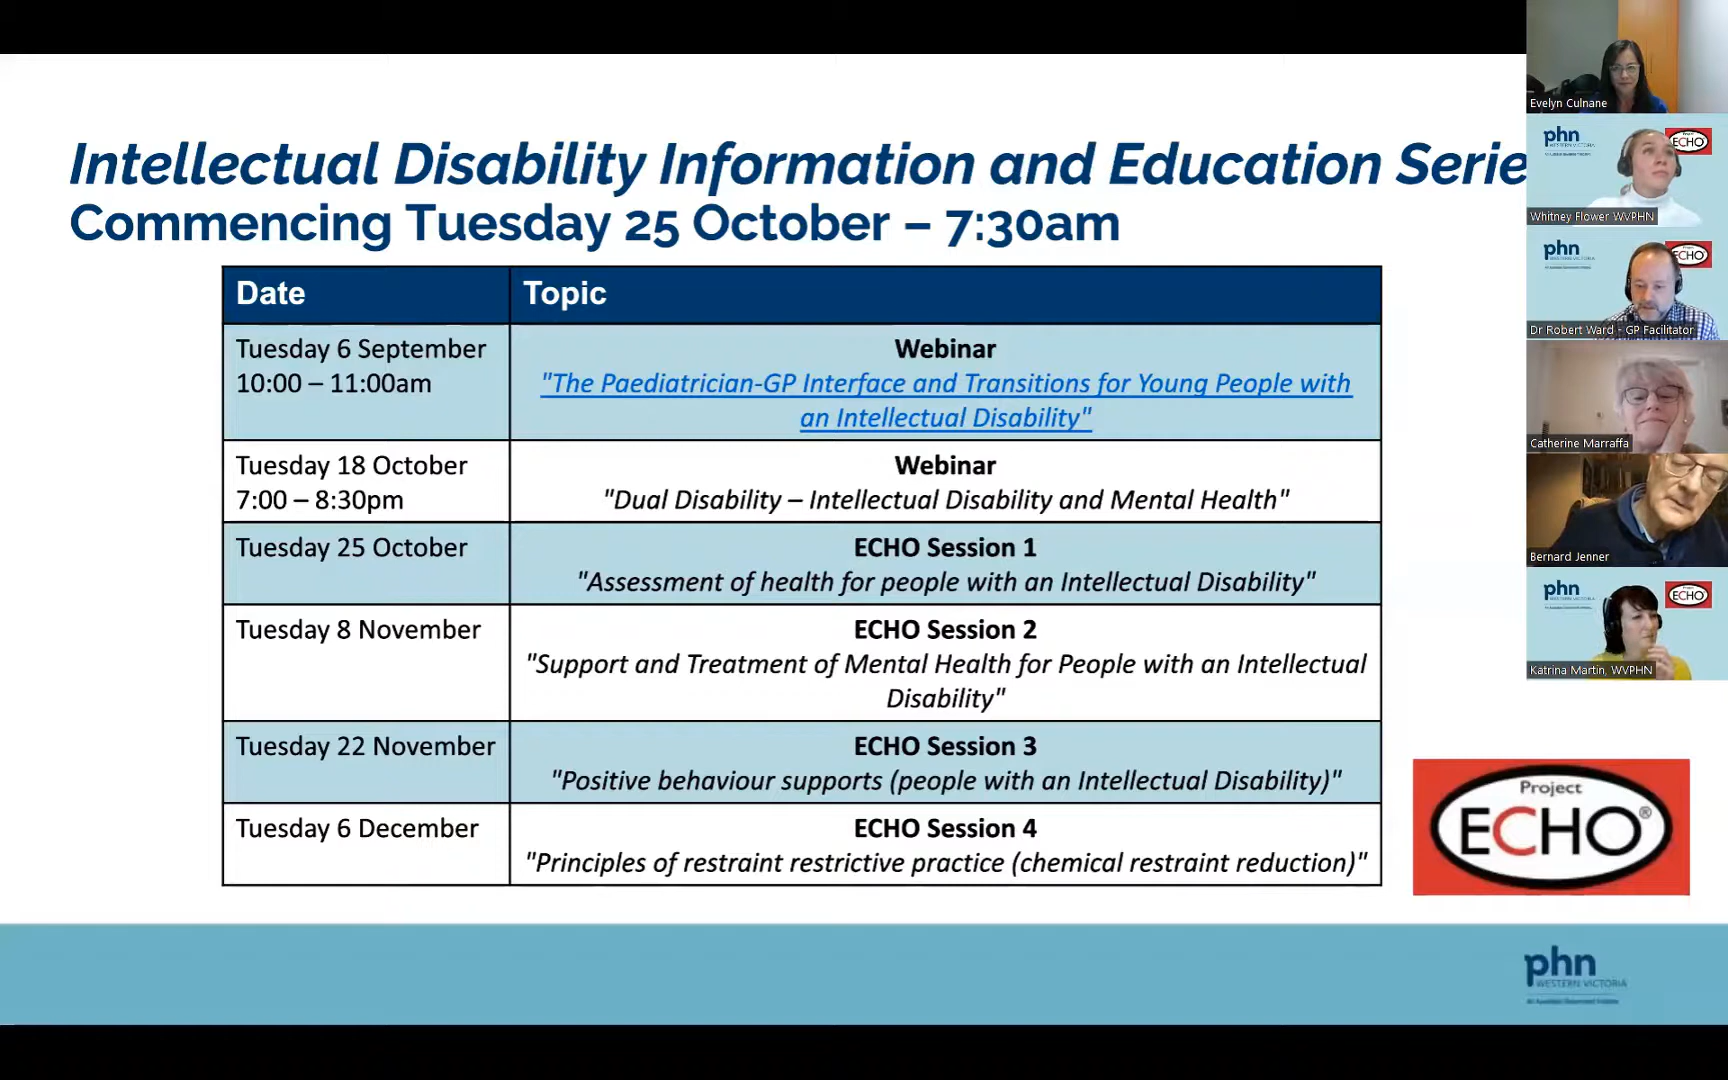 Intellectual Disability Information and Education Serie
Commencing Tuesday 25 October – 7:30am
Date
Topic
Tuesday 6 September
10:00 – 11:00am
Webinar
"The Paediatrician-GP Interface and Transitions for Young People with
an Intellectual Disability"
Tuesday 18 October
7:00 – 8:30pm
Webinar
"Dual Disability – Intellectual Disability and Mental Health"
Tuesday 25 October
ECHO Session 1
"Assessment of health for people with an Intellectual Disability"
Tuesday 8 November
ECHO Session 2
"Support and Treatment of Mental Health for People with an Intellectual
Disability"
Tuesday 22 November
ECHO Session 3
"Positive behaviour supports (people with an Intellectual Disability)"
Tuesday 6 December
ECHO Session 4
"Principles of restraint restrictive practice (chemical restraint reduction)"
Evelyn Culnane
phn
ECHO
Whitney Flower WVPHN
phn
ECHO
Dr Robert Ward - GP Facilitator
Catherine Marraffa
Bernard Jenner
phn
ECHO
Katrina Martin, WVPHN
Project
ECHO®
phn
WESTERN VICTORIA